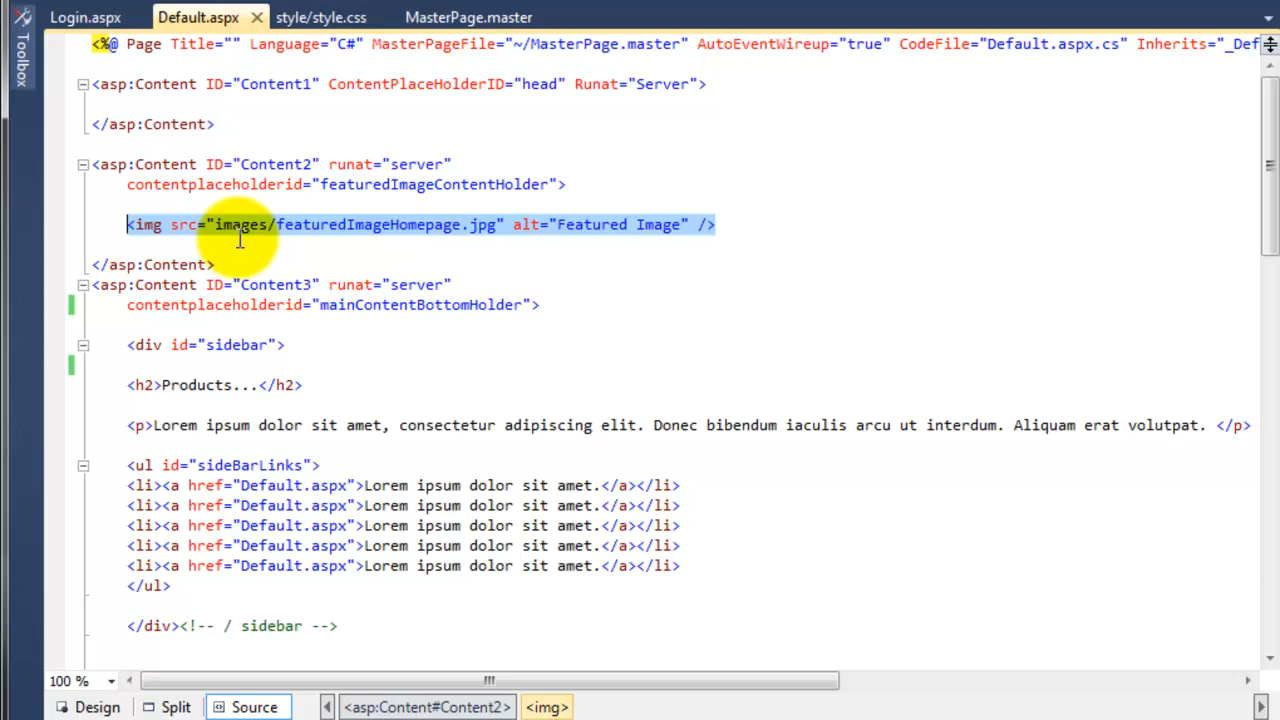 Login.aspx Default.aspx style/style.css MasterPage.master
Toolbox
<%@ Page Title="" Language="C#" MasterPageFile="~/MasterPage.master" AutoEventWireup="true" CodeFile="Default.aspx.cs" Inherits="_Def
<asp:Content ID="Content1" ContentPlaceHolderID="head" Runat="Server">
</asp:Content>
<asp:Content ID="Content2" runat="server"
contentplaceholderid="featuredImageContentHolder">
<img src="images/featuredImageHomepage.jpg" alt="Featured Image" />
</asp:Content>
<asp:Content ID="Content3" runat="server"
contentplaceholderid="mainContentBottomHolder">
<div id="sidebar">
<h2>Products...</h2>
<p>Lorem ipsum dolor sit amet, consectetur adipiscing elit. Donec bibendum iaculis arcu ut interdum. Aliquam erat volutpat. </p>
<ul id="sideBarLinks">
<li><a href="Default.aspx">Lorem ipsum dolor sit amet.</a></li>
<li><a href="Default.aspx">Lorem ipsum dolor sit amet.</a></li>
<li><a href="Default.aspx">Lorem ipsum dolor sit amet.</a></li>
<li><a href="Default.aspx">Lorem ipsum dolor sit amet.</a></li>
<li><a href="Default.aspx">Lorem ipsum dolor sit amet.</a></li>
</ul>
</div><!-- / sidebar -->
100 %
Design Split Source <asp:Content#Content2> <img>